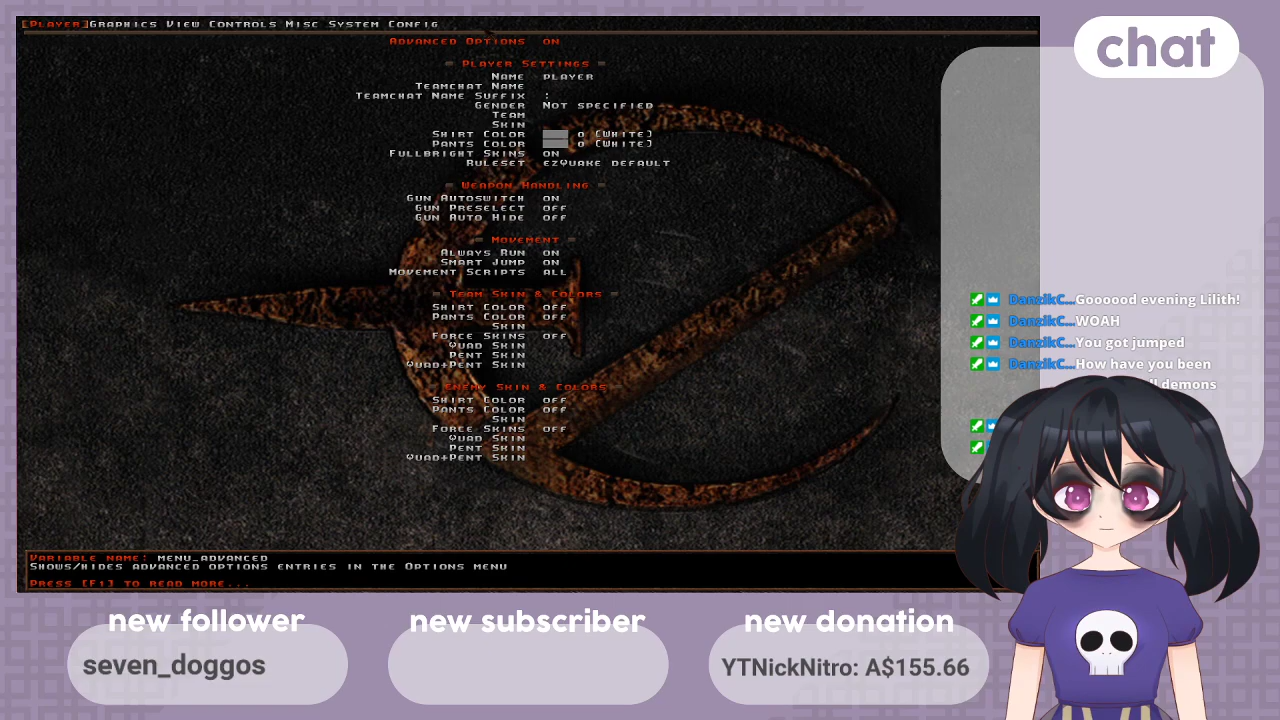 [Player]Graphics View Controls Misc System Config
Advanced Options on
Player Settings
Name player
Teamchat Name
Teamchat Name Suffix :
Gender Not specified
Team
Skin
Shirt Color 0 (White)
Pants Color 0 (White)
Fullbright Skins on
Ruleset ezQuake default
Weapon Handling
Gun Autoswitch on
Gun Preselect off
Gun Auto Hide off
Movement
Always Run on
Smart Jump on
Movement Scripts all
Team Skin & Colors
Shirt Color off
Pants Color off
Skin
Force Skins off
Quad Skin
Pent Skin
Quad+Pent Skin
Enemy Skin & Colors
Shirt Color off
Pants Color off
Skin
Force Skins off
Quad Skin
Pent Skin
Quad+Pent Skin
Variable name: menu_advanced
Shows/hides advanced options entries in the Options menu
Press [F1] to read more...
chat
DanzikC...Goooood evening Lilith!
DanzikC...WOAH
DanzikC...You got jumped
DanzikC...How have you been
demons
new follower
seven_doggos
new subscriber
new donation
YTNickNitro: A$155.66